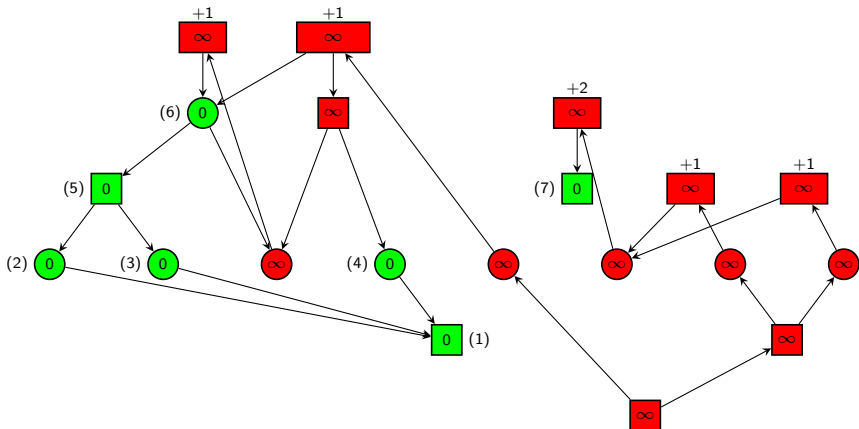 +1 +1
∞ ∞
(6) 0 ∞ +2
∞
(5) 0 (7) 0 +1 +1
∞ ∞
(2) 0 (3) 0 ∞ (4) 0 ∞ ∞ ∞ ∞
0 (1) ∞
∞